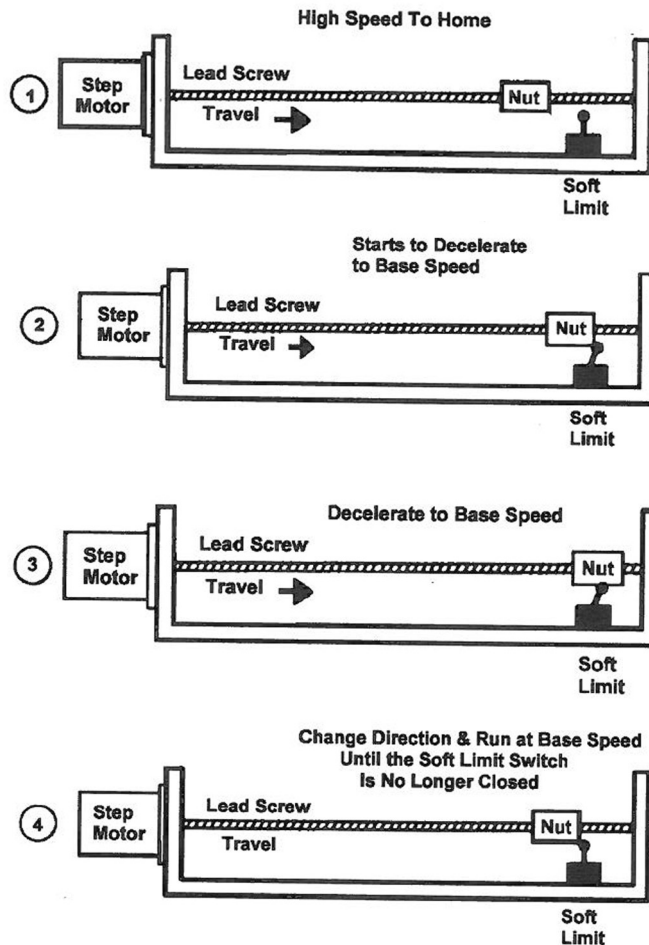 High Speed To Home
1
Step
Motor
Lead Screw
Travel
Nut
Soft
Limit
Starts to Decelerate
to Base Speed
2
Step
Motor
Lead Screw
Travel
Nut
Soft
Limit
Decelerate to Base Speed
3
Step
Motor
Lead Screw
Travel
Nut
Soft
Limit
Change Direction & Run at Base Speed
Until the Soft Limit Switch
Is No Longer Closed
4
Step
Motor
Lead Screw
Travel
Nut
Soft
Limit